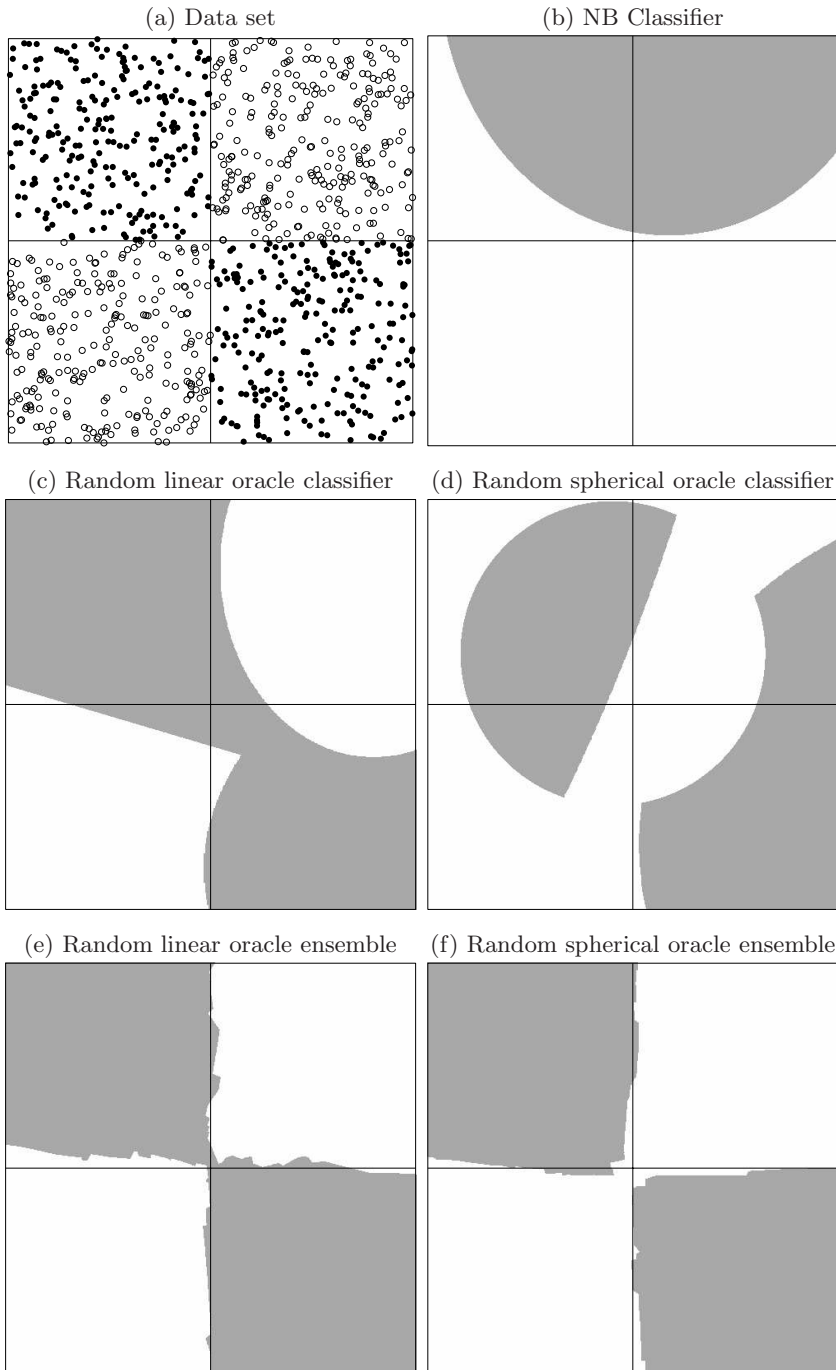 (a) Data set
(b) NB Classifier
(c) Random linear oracle classifier
(d) Random spherical oracle classifier
(e) Random linear oracle ensemble
(f) Random spherical oracle ensemble